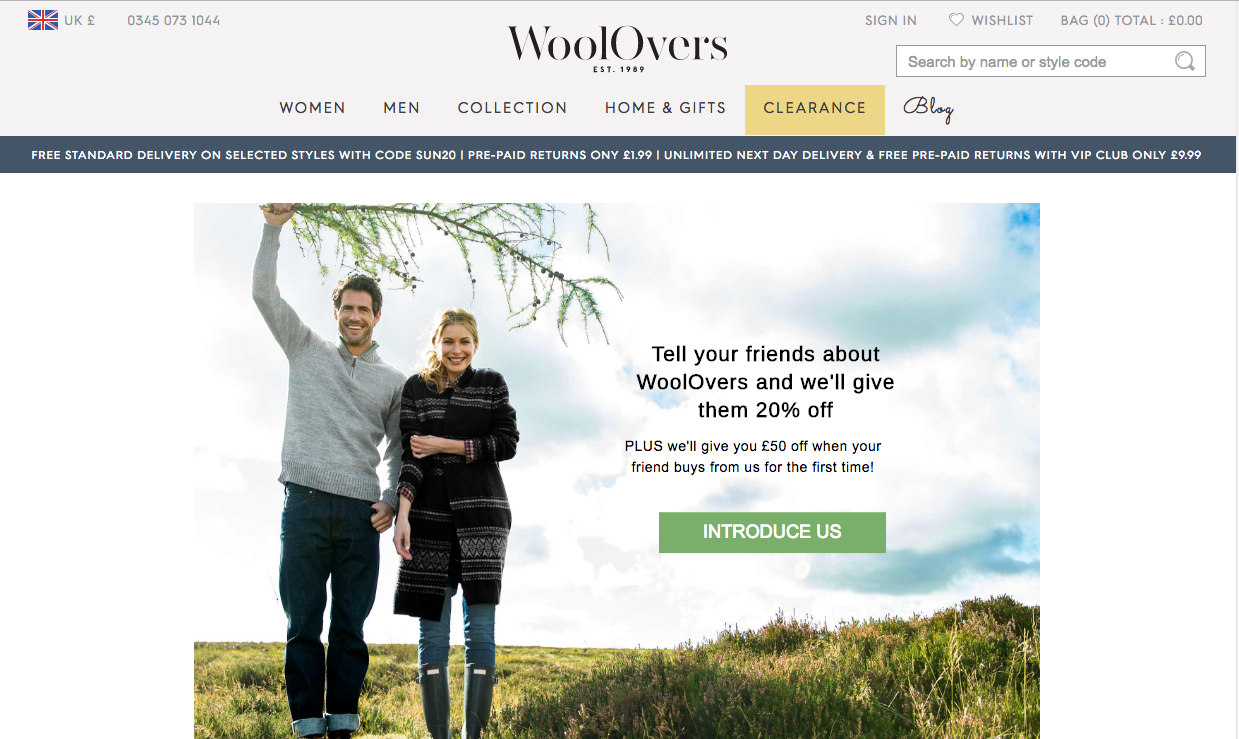 UK £
0345 073 1044
WoolOvers
EST. 1989
SIGN IN
WISHLIST
BAG (0) TOTAL : £0.00
Search by name or style code
WOMEN MEN COLLECTION HOME & GIFTS CLEARANCE Blog
FREE STANDARD DELIVERY ON SELECTED STYLES WITH CODE SUN20 | PRE-PAID RETURNS ONY £1.99 | UNLIMITED NEXT DAY DELIVERY & FREE PRE-PAID RETURNS WITH VIP CLUB ONLY £9.99
Tell your friends about
WoolOvers and we'll give
them 20% off
PLUS we'll give you £50 off when your
friend buys from us for the first time!
INTRODUCE US